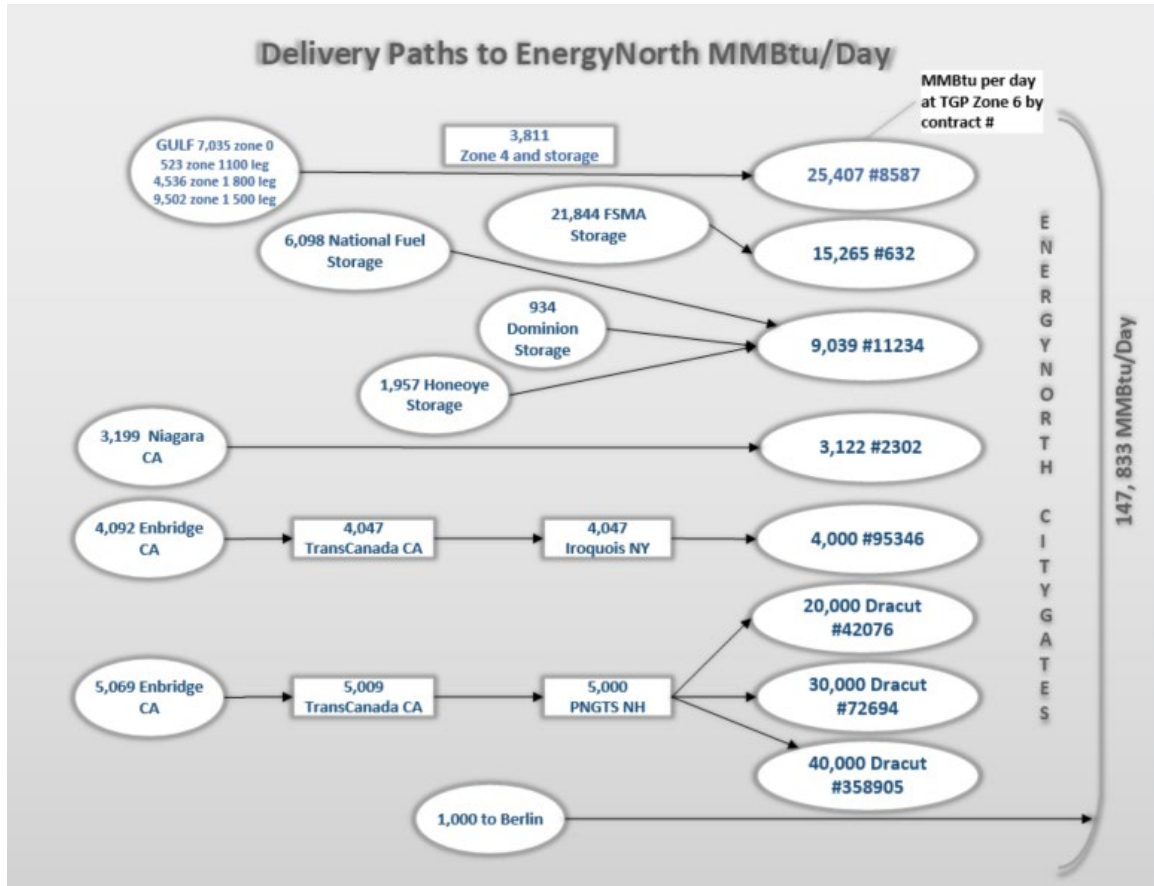 Delivery Paths to EnergyNorth MMBtu/Day
MMBtu per day
at TGP Zone 6 by
contract #
GULF 7,035 zone 0
523 zone 1100 leg
4,536 zone 1 800 leg
9,502 zone 1 500 leg
3,811
Zone 4 and storage
25,407 #8587
21,844 FSMA
Storage
15,265 #632
6,098 National Fuel
Storage
934
Dominion
Storage
9,039 #11234
1,957 Honeoye
Storage
3,199 Niagara
CA
3,122 #2302
4,092 Enbridge
CA
4,047
TransCanada CA
4,047
Iroquois NY
4,000 #95346
20,000 Dracut
#42076
5,069 Enbridge
CA
5,009
TransCanada CA
5,000
PNGTS NH
30,000 Dracut
#72694
40,000 Dracut
#358905
1,000 to Berlin
ENERGYNORTH CITYGATES
147, 833 MMBtu/Day